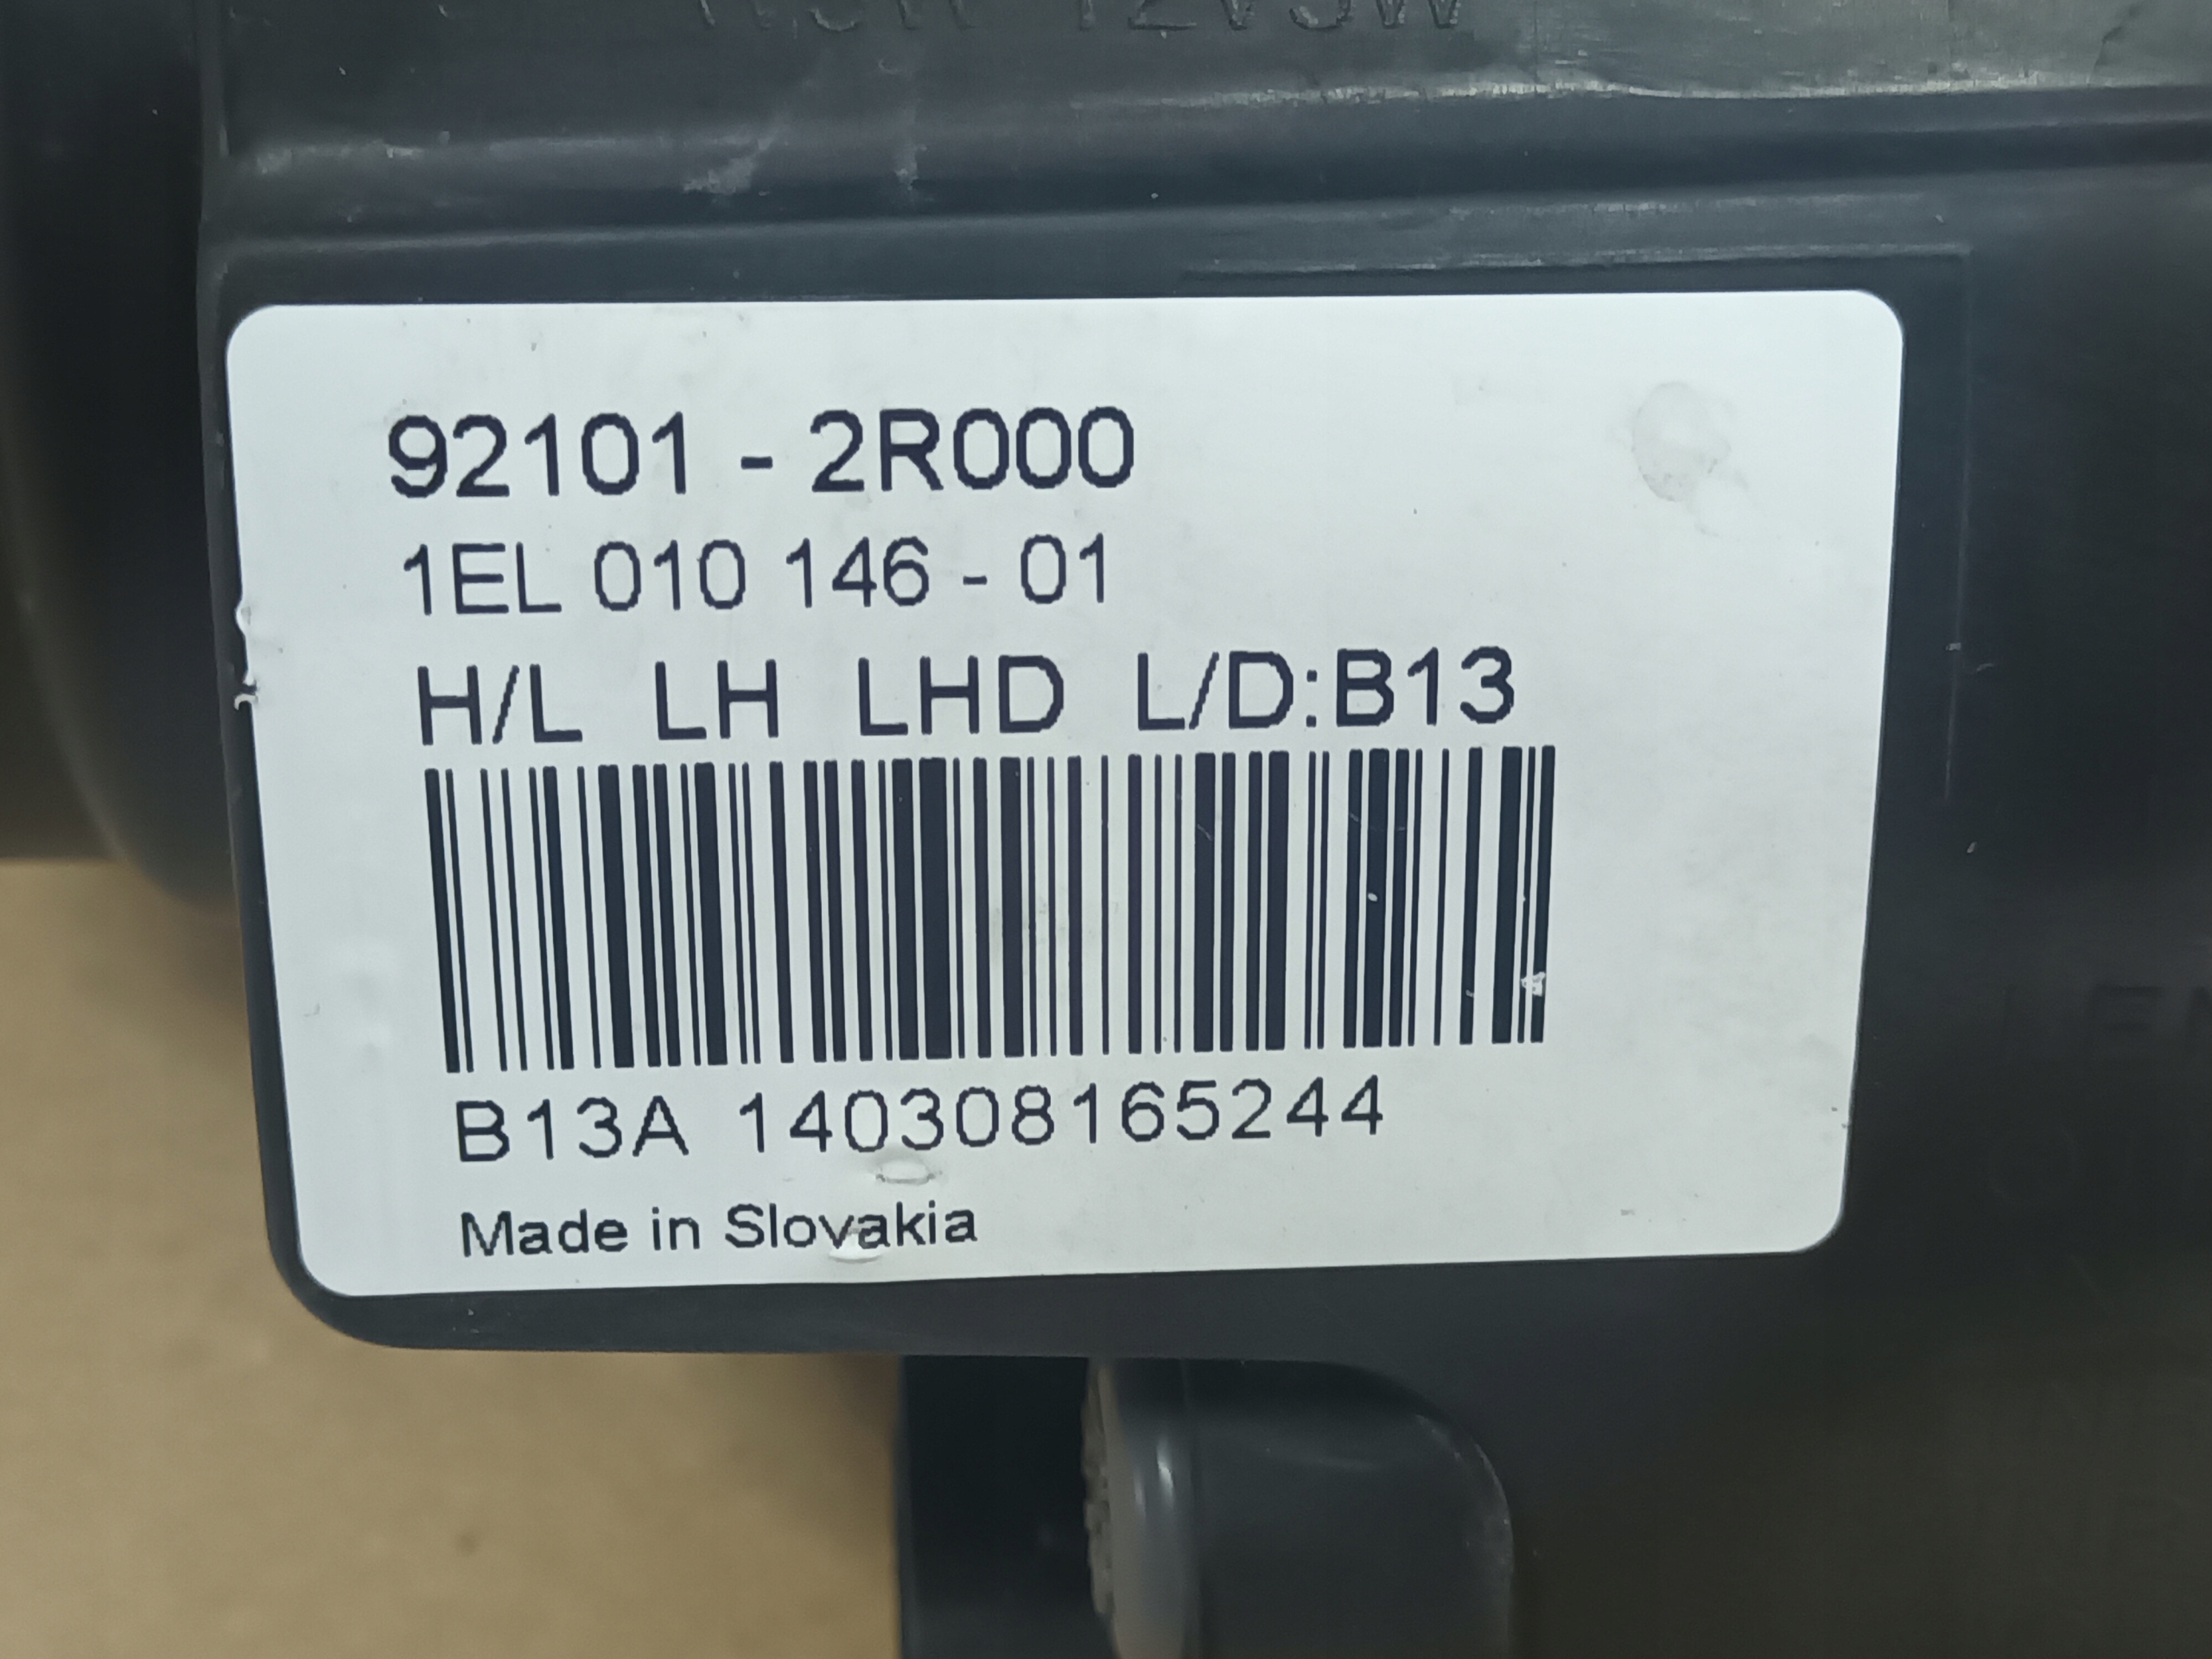 92101 - 2R000
1EL 010 146 - 01
H/L LH LHD L/D:B13
B13A 140308165244
Made in Slovakia